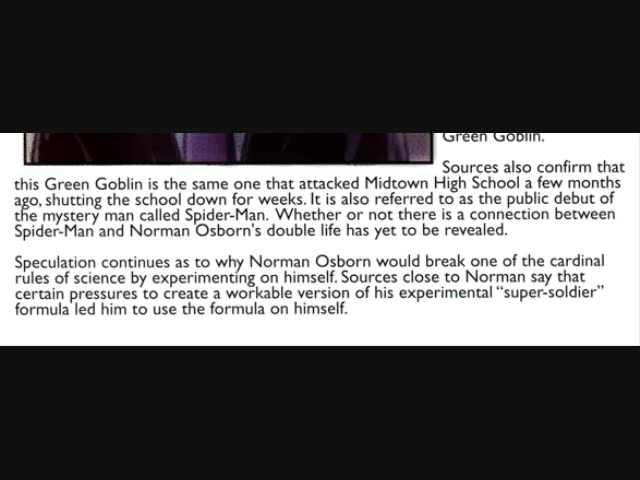 Green Goblin.
Sources also confirm that
this Green Goblin is the same one that attacked Midtown High School a few months
ago, shutting the school down for weeks. It is also referred to as the public debut of
the mystery man called Spider-Man. Whether or not there is a connection between
Spider-Man and Norman Osborn's double life has yet to be revealed.
Speculation continues as to why Norman Osborn would break one of the cardinal
rules of science by experimenting on himself. Sources close to Norman say that
certain pressures to create a workable version of his experimental “super-soldier”
formula led him to use the formula on himself.